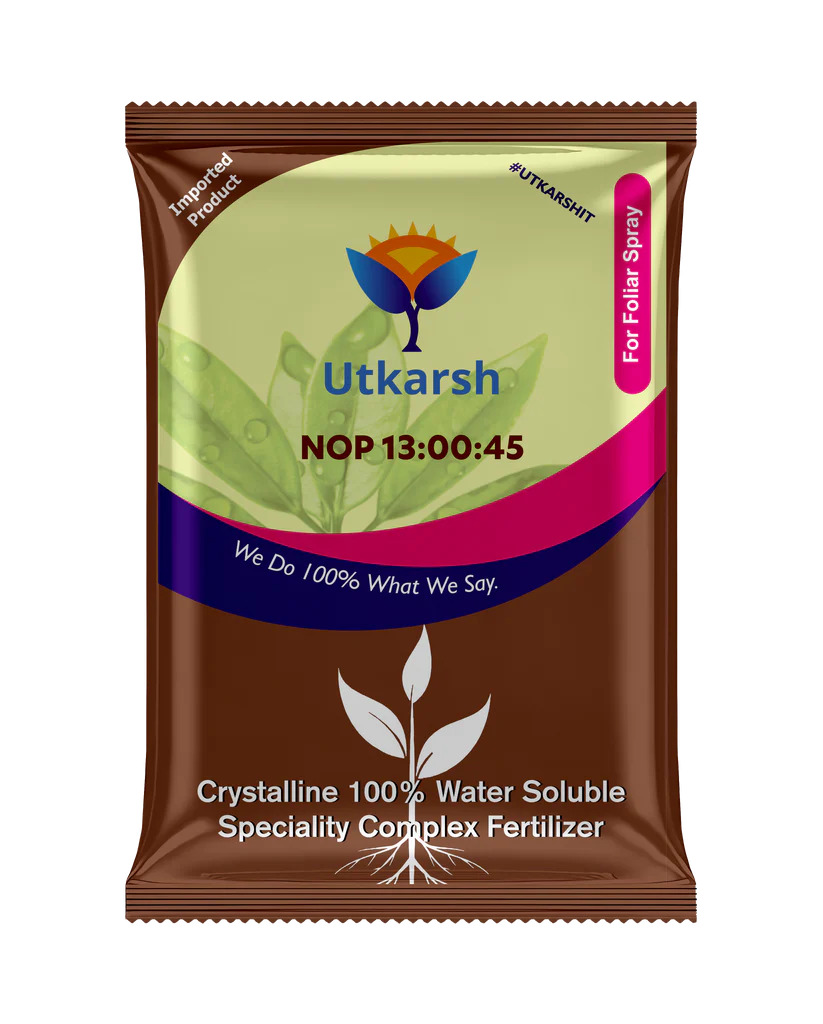 Imported
Product
#UTKARSHIT
For Foliar Spray
Utkarsh
NOP 13:00:45
We Do 100% What We Say.
Crystalline 100% Water Soluble
Speciality Complex Fertilizer